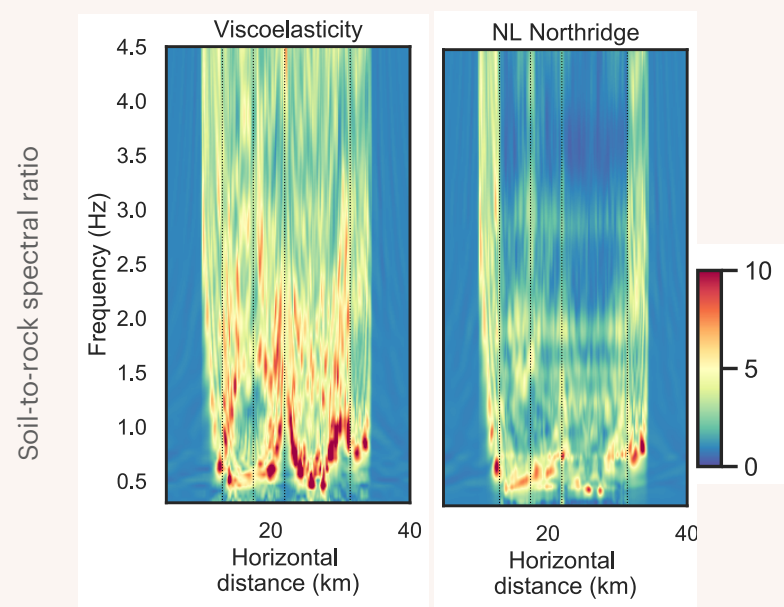 Viscoelasticity
NL Northridge
Soil-to-rock spectral ratio
Frequency (Hz)
4.5
4.0
3.5
3.0
2.5
2.0
1.5
1.0
0.5
20
40
Horizontal
distance (km)
20
40
Horizontal
distance (km)
10
5
0